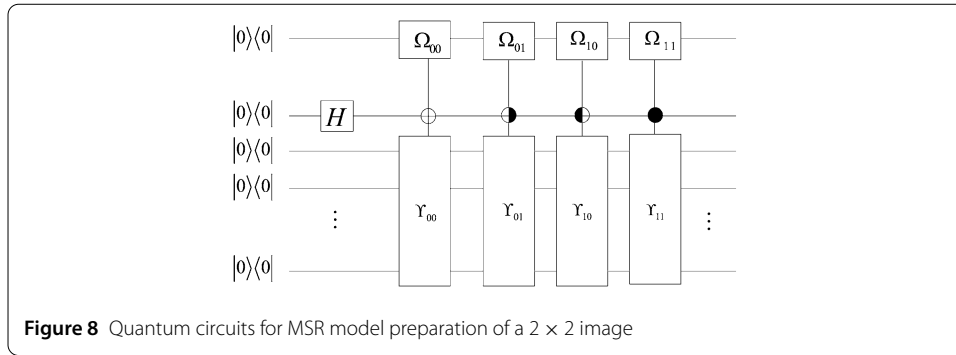 |0⟩⟨0| Ω₀₀ Ω₀₁ Ω₁₀ Ω₁₁
|0⟩⟨0| H
|0⟩⟨0|
|0⟩⟨0|
⋮ ϒ₀₀ ϒ₀₁ ϒ₁₀ ϒ₁₁ ⋮
|0⟩⟨0|
Figure 8 Quantum circuits for MSR model preparation of a 2 × 2 image